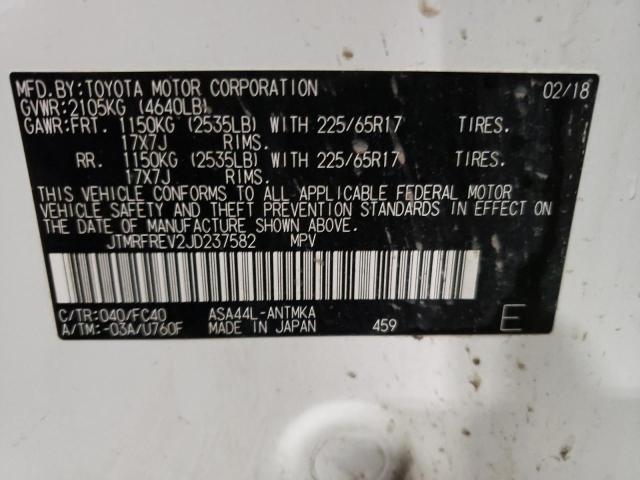 MFD.BY:TOYOTA MOTOR CORPORATION 02/18
GVWR:2105KG (4640LB)
GAWR:FRT. 1150KG (2535LB) WITH 225/65R17 TIRES.
17X7J RIMS.
RR. 1150KG (2535LB) WITH 225/65R17 TIRES.
17X7J RIMS.
THIS VEHICLE CONFORMS TO ALL APPLICABLE FEDERAL MOTOR
VEHICLE SAFETY AND THEFT PREVENTION STANDARDS IN EFFECT ON
THE DATE OF MANUFACTURE SHOWN ABOVE.
JTMRFREV2JD237582 MPV
C/TR:040/FC40 ASA44L-ANTMKA
A/TM:-03A/U760F MADE IN JAPAN 459 E